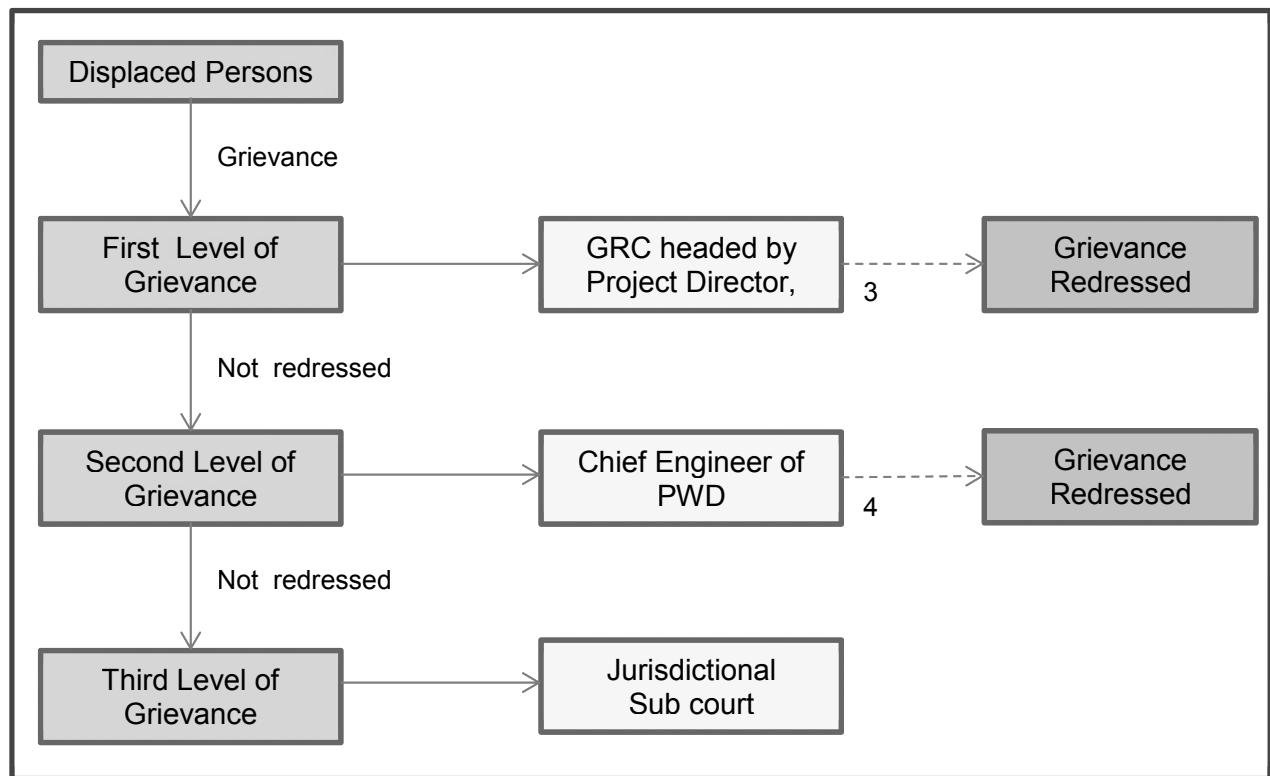 Displaced Persons
Grievance
First Level of
Grievance
GRC headed by
Project Director,
3
Grievance
Redressed
Not redressed
Second Level of
Grievance
Chief Engineer of
PWD
4
Grievance
Redressed
Not redressed
Third Level of
Grievance
Jurisdictional
Sub court